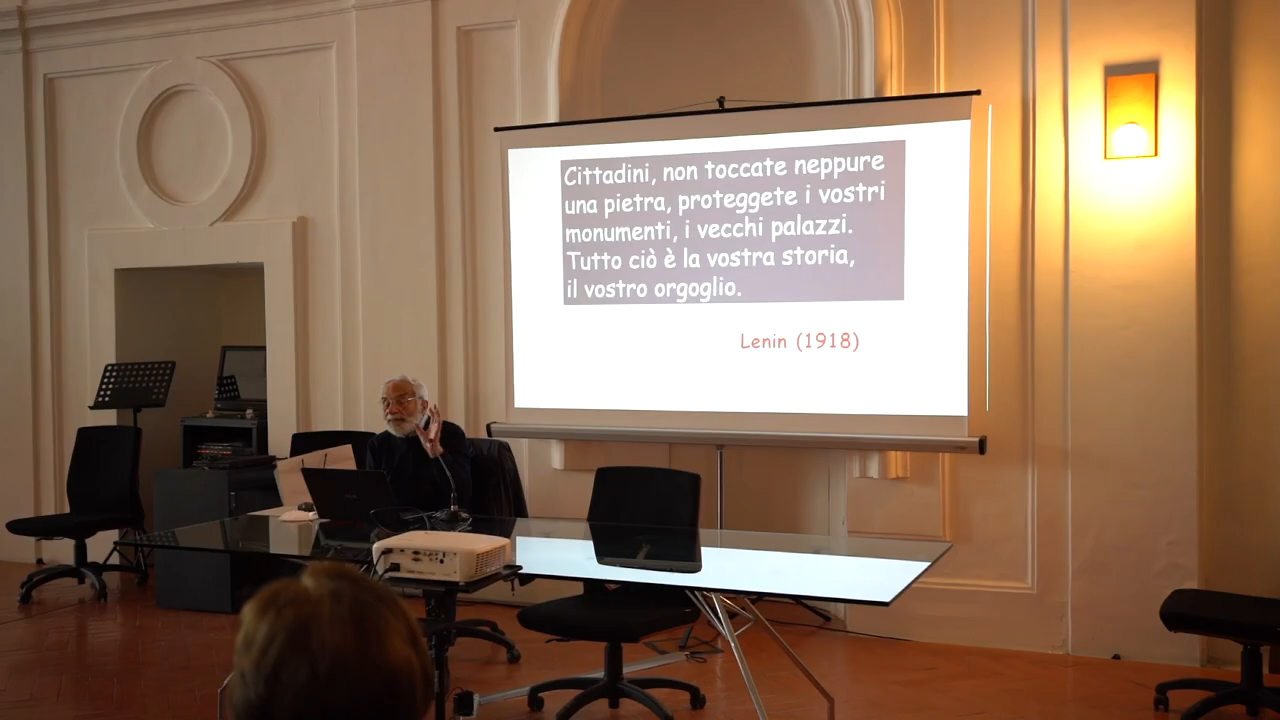 Cittadini, non toccate neppure
una pietra, proteggete i vostri
monumenti, i vecchi palazzi.
Tutto ciò è la vostra storia,
il vostro orgoglio.
Lenin (1918)